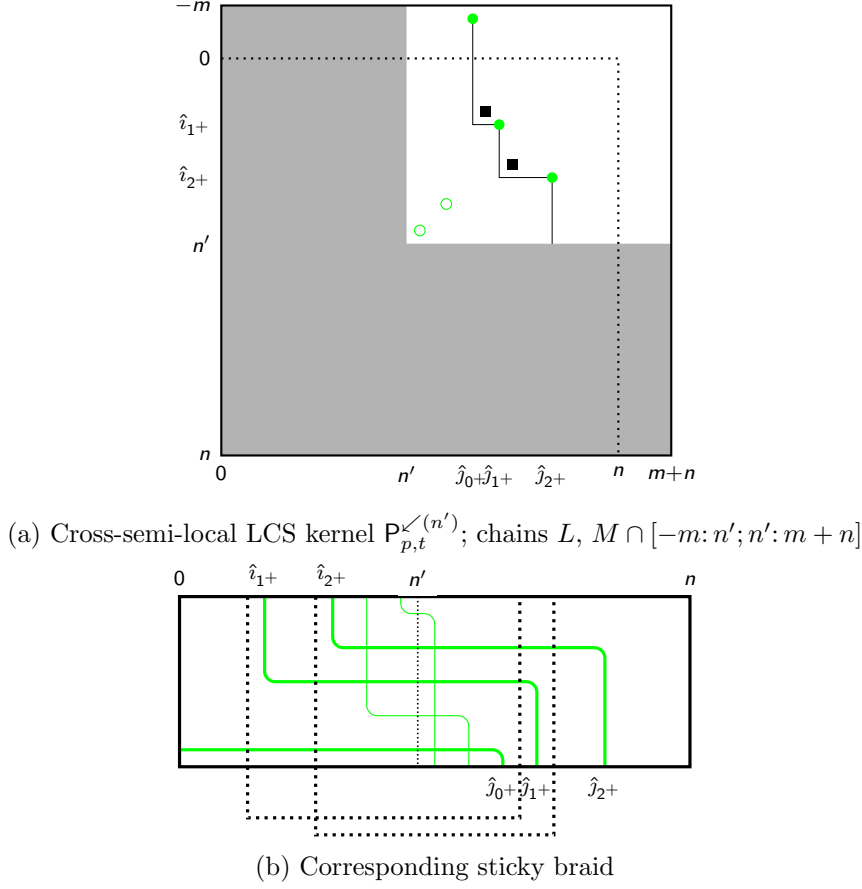 −m
0
î₁₊
î₂₊
n′
n
0 n′ ĵ₀₊ ĵ₁₊ ĵ₂₊ n m+n
(a) Cross-semi-local LCS kernel P_{p,t}^{↙(n′)}; chains L, M ∩ [−m: n′; n′: m + n]
0 î₁₊ î₂₊ n′ n
ĵ₀₊ ĵ₁₊ ĵ₂₊
(b) Corresponding sticky braid